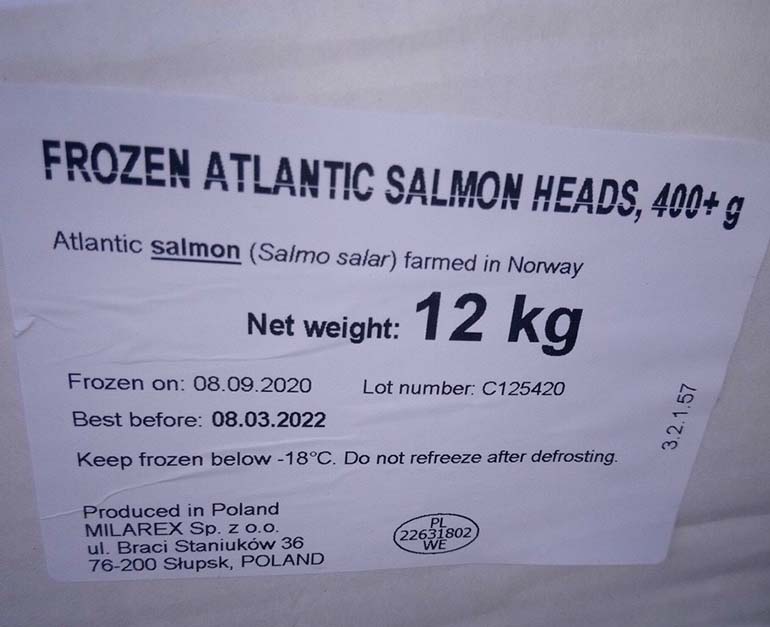 FROZEN ATLANTIC SALMON HEADS, 400+ g
Atlantic salmon (Salmo salar) farmed in Norway
Net weight: 12 kg
Frozen on: 08.09.2020 Lot number: C125420
Best before: 08.03.2022
3.2.1.57
Keep frozen below -18°C. Do not refreeze after defrosting.
Produced in Poland
MILAREX Sp. z o.o.
ul. Braci Staniuków 36
76-200 Słupsk, POLAND
PL
22631802
WE